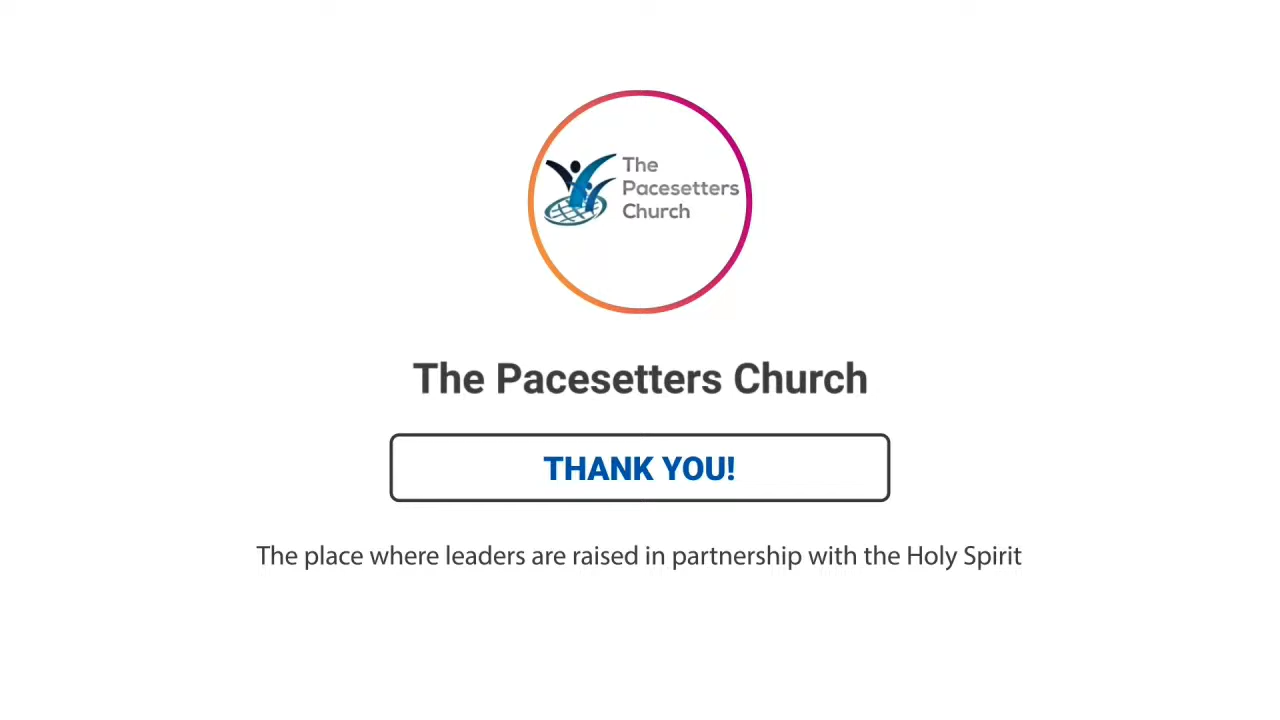 The
Pacesetters
Church
The Pacesetters Church
THANK YOU!
The place where leaders are raised in partnership with the Holy Spirit